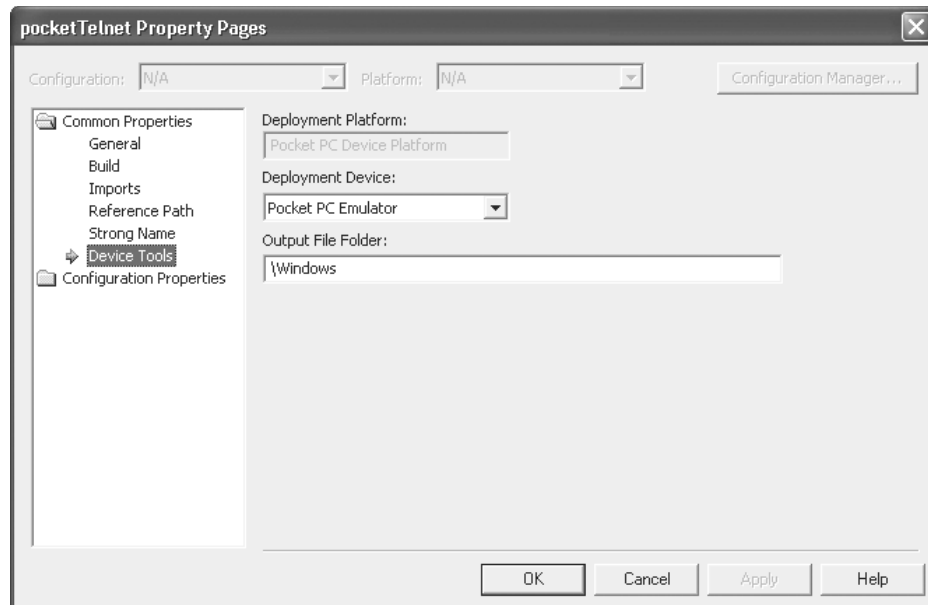 pocketTelnet Property Pages
Configuration: N/A Platform: N/A Configuration Manager...
Common Properties
General
Build
Imports
Reference Path
Strong Name
Device Tools
Configuration Properties
Deployment Platform:
Pocket PC Device Platform
Deployment Device:
Pocket PC Emulator
Output File Folder:
\Windows
OK Cancel Apply Help